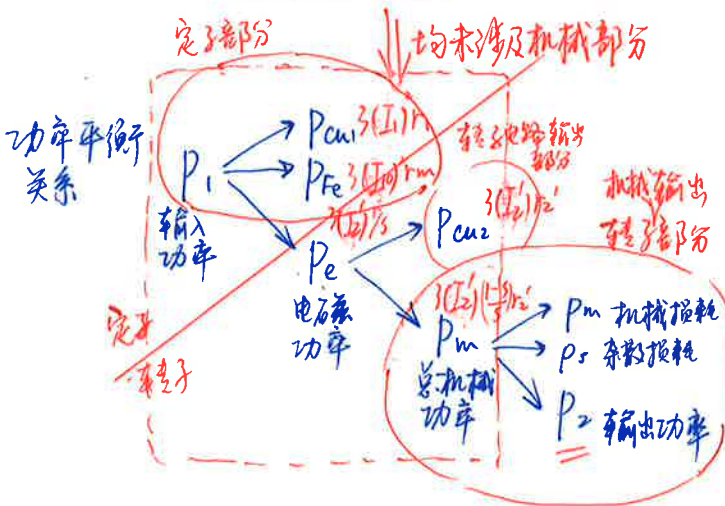 定子部分
均未涉及机械部分
功率平衡
关系
P₁
输入
功率
Pcu1 3(I₁)²r₁
PFe 3(I₁₀)²rm
转子电路输出
部分
3(I₂')²r₂'/s
Pe
电磁
功率
Pcu2
3(I₂')²r₂'
机械输出
转子部分
3(I₂')²(1-s/s)r₂'
Pm
总机械
功率
pm 机械损耗
ps 杂散损耗
P₂ 输出功率
定子
转子